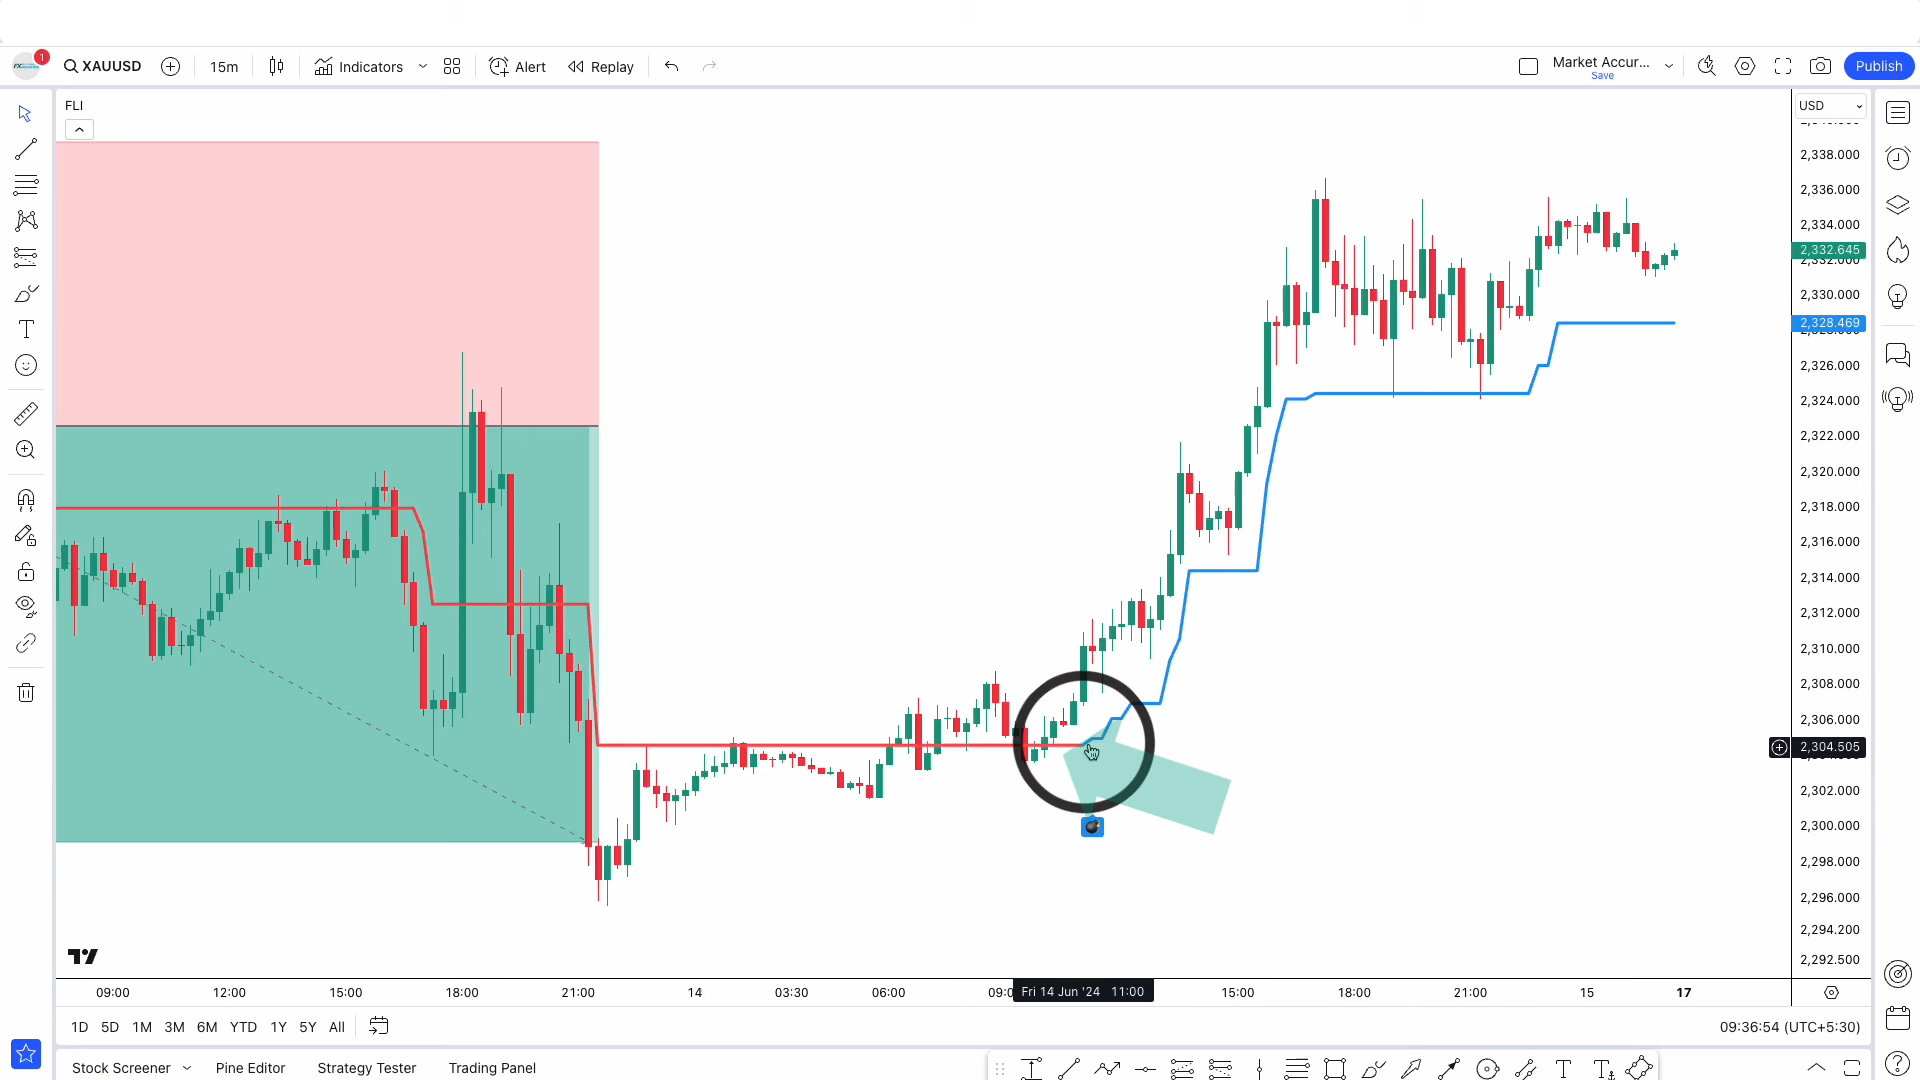 1
XAUUSD
15m
Indicators
Alert
Replay
Market Accur...
Save
Publish
FLI
USD
2,338.000
2,336.000
2,334.000
2,332.645
2,332.000
2,330.000
2,328.469
2,326.000
2,324.000
2,322.000
2,320.000
2,318.000
2,316.000
2,314.000
2,312.000
2,310.000
2,308.000
2,306.000
2,304.505
2,302.000
2,300.000
2,298.000
2,296.000
2,294.200
2,292.500
09:00 12:00 15:00 18:00 21:00 14 03:30 06:00 Fri 14 Jun '24 11:00 15:00 18:00 21:00 15 17
1D 5D 1M 3M 6M YTD 1Y 5Y All
09:36:54 (UTC+5:30)
Stock Screener Pine Editor Strategy Tester Trading Panel